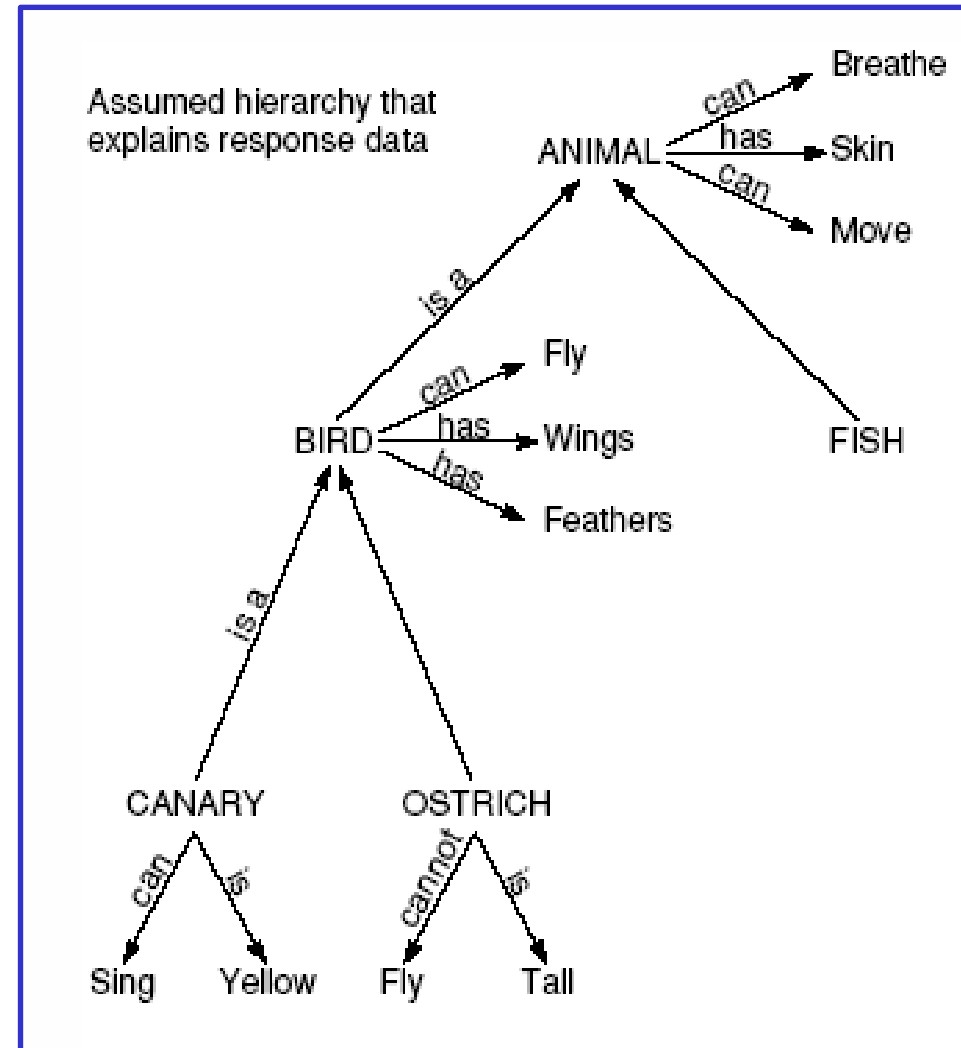 Assumed hierarchy that
explains response data
ANIMAL
can
Breathe
has
Skin
can
Move
is a
BIRD
can
Fly
has
Wings
has
Feathers
FISH
is a
CANARY
OSTRICH
can
is
cannot
is
Sing
Yellow
Fly
Tall